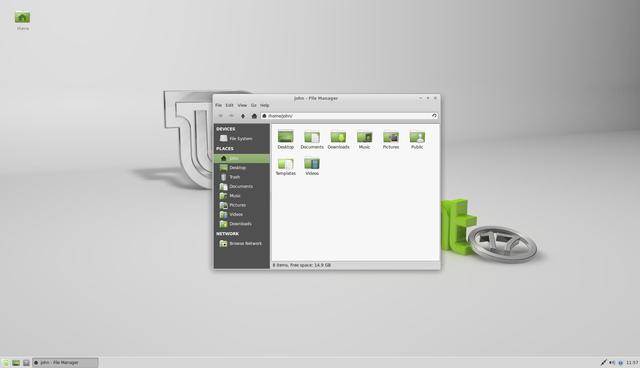 Home
john - File Manager
File Edit View Go Help
/home/john/
DEVICES
File System
PLACES
john
Desktop
Trash
Documents
Music
Pictures
Videos
Downloads
NETWORK
Browse Network
Desktop Documents Downloads Music Pictures Public
Templates Videos
8 items, Free space: 14.9 GB
john - File Manager
11:57